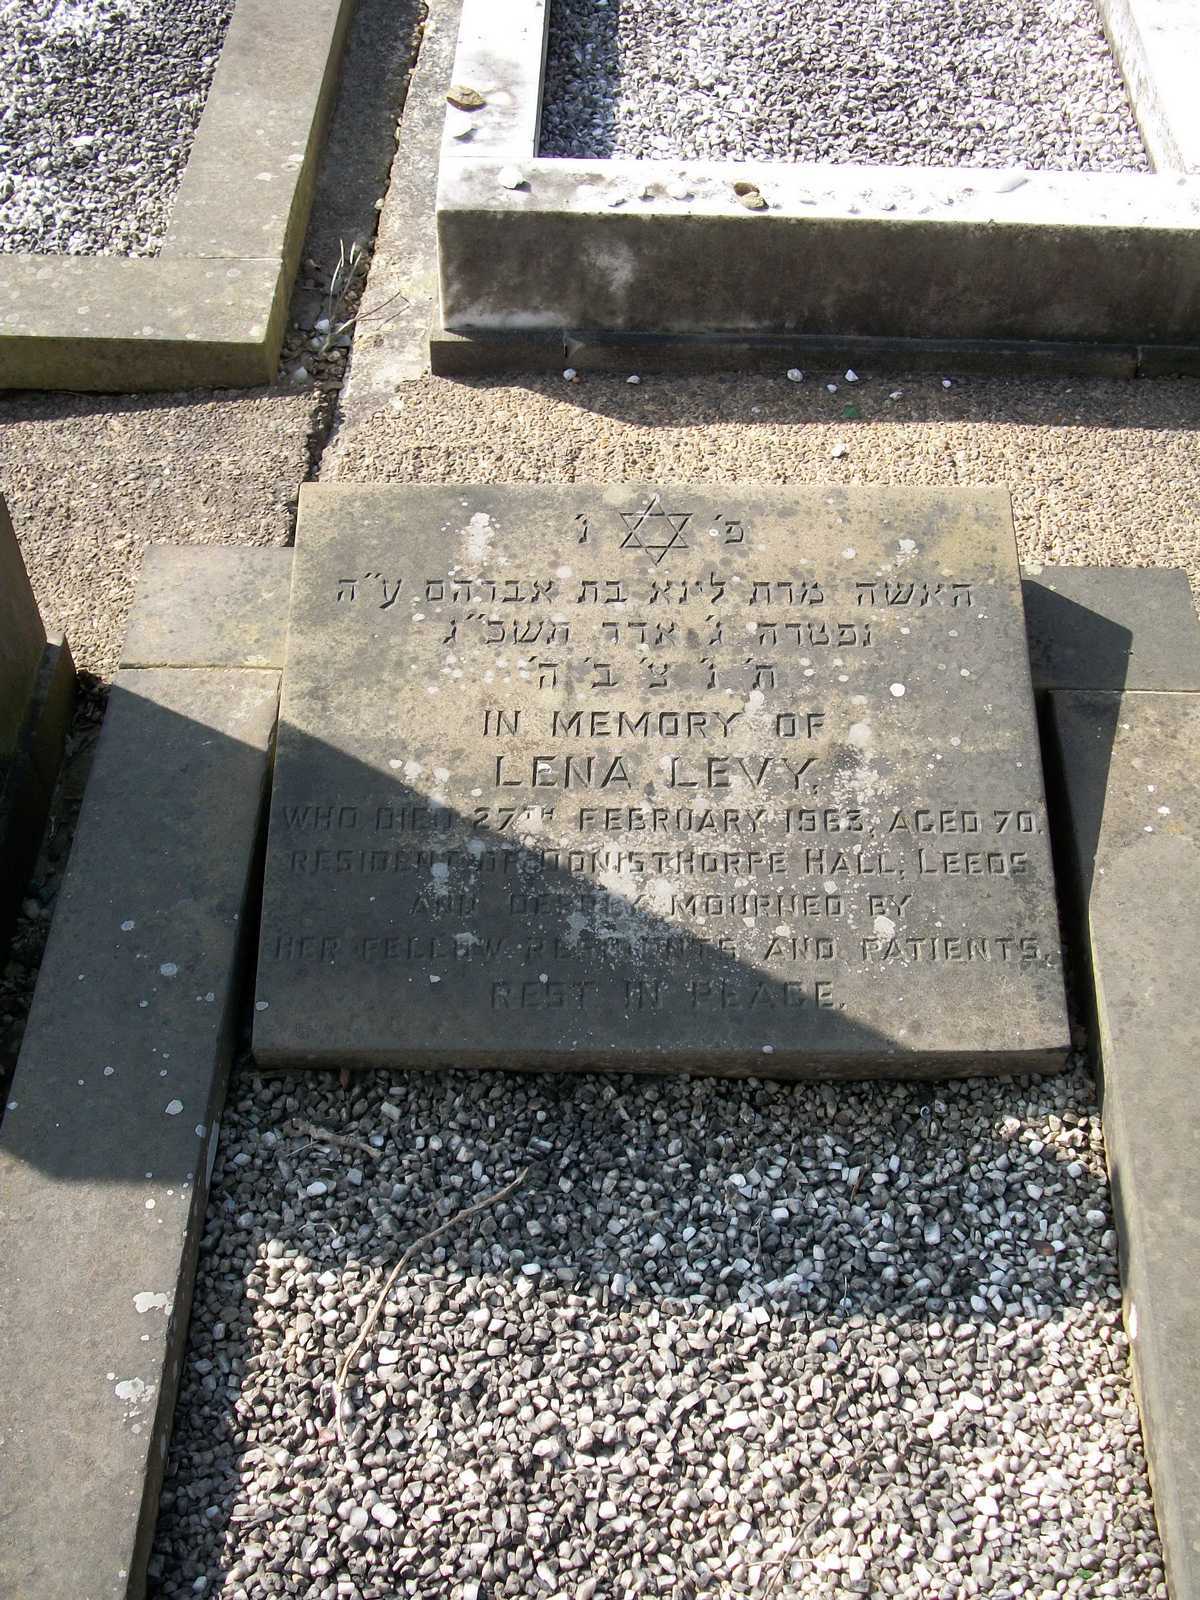 פ׳ ו׳
האשה מרת לינא בת אברהם ע״ה
נפטרה ג׳ אדר תשכ״ג
ת׳ נ׳ צ׳ ב׳ ה׳
IN MEMORY OF
LENA LEVY,
WHO DIED 27TH FEBRUARY 1963, AGED 70.
RESIDENT OF DONISTHORPE HALL, LEEDS
AND DEEPLY MOURNED BY
HER FELLOW RESIDENTS AND PATIENTS.
REST IN PEACE.